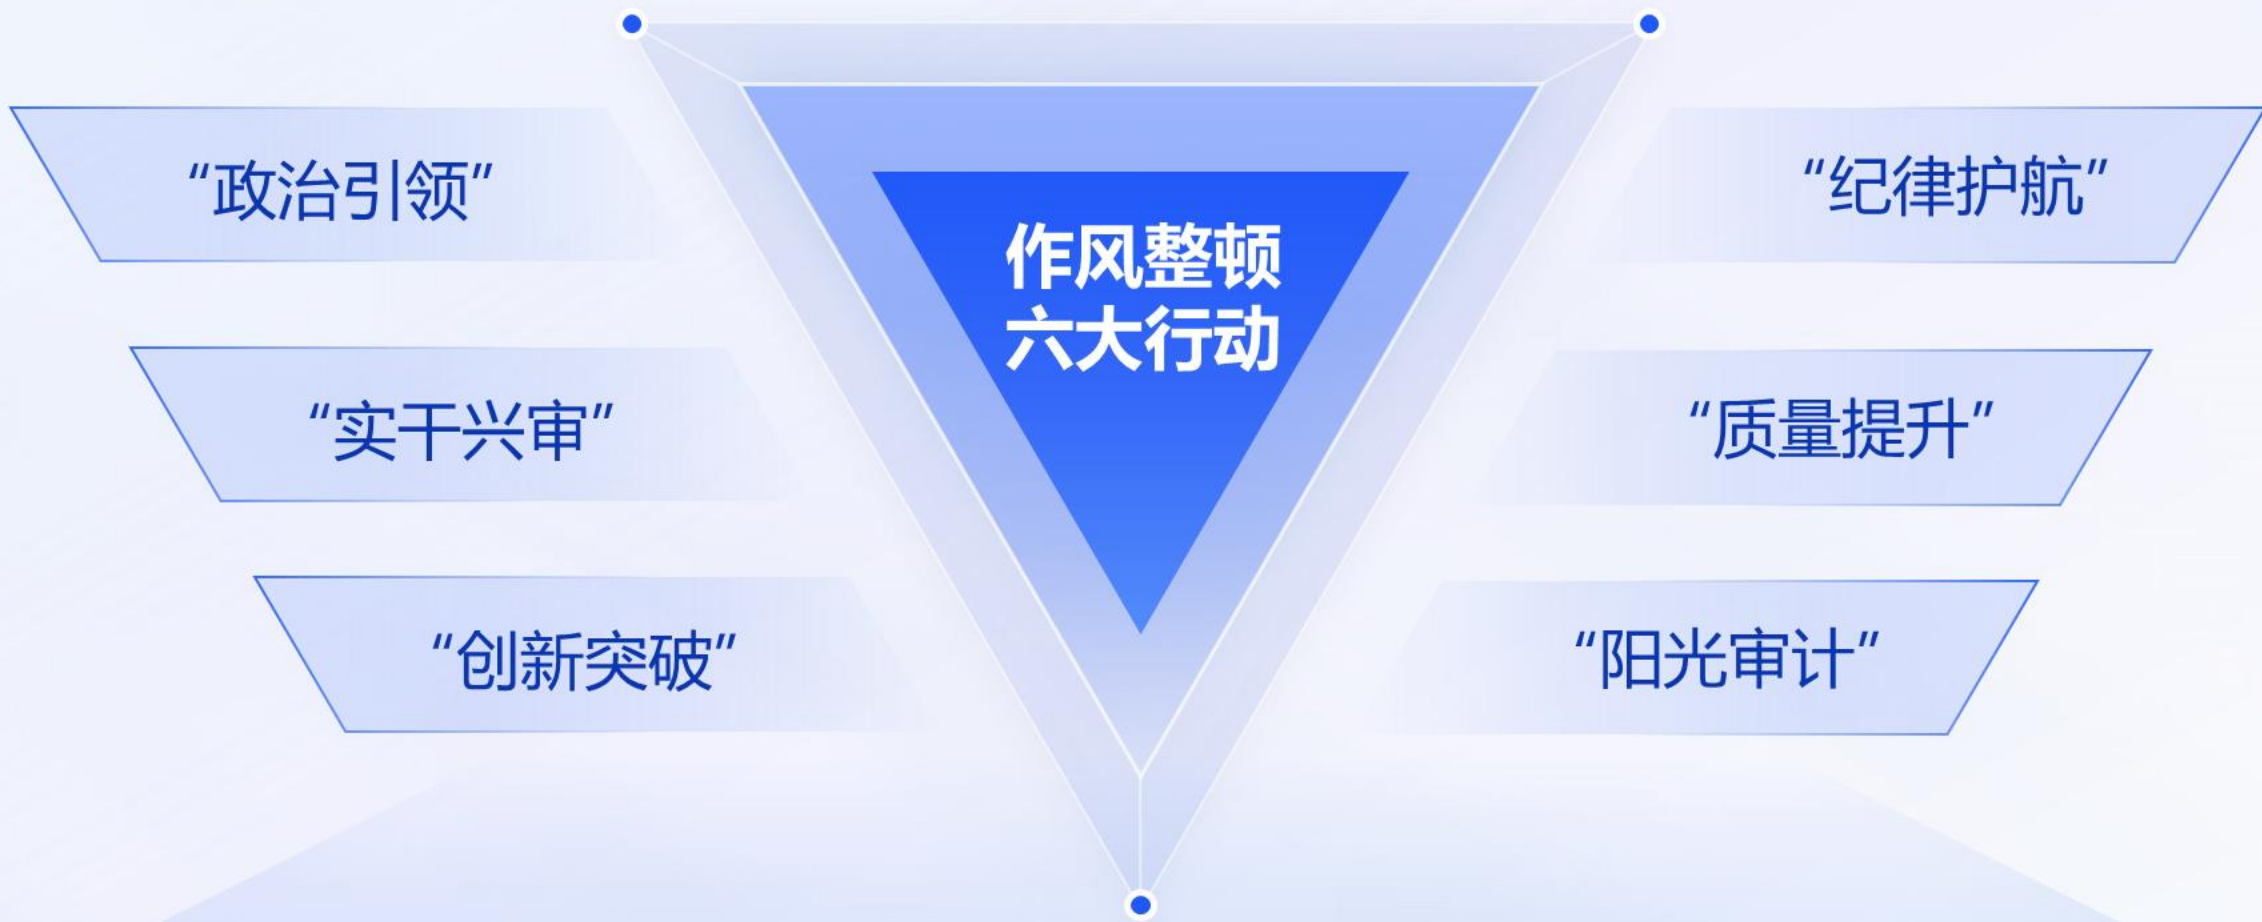 作风整顿
六大行动
“政治引领”
“实干兴审”
“创新突破”
“纪律护航”
“质量提升”
“阳光审计”